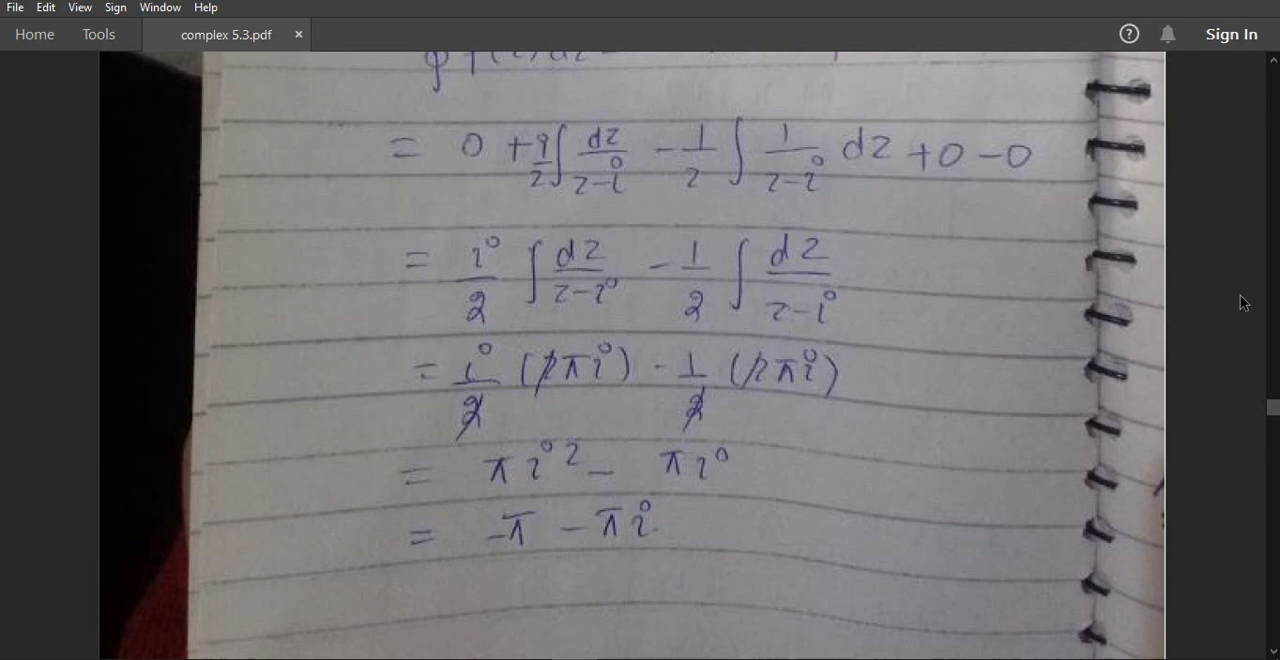 File Edit View Sign Window Help
Home Tools complex 5.3.pdf × ? Sign In
= 0 + i/2 ∫ dz/(z-i) - 1/2 ∫ 1/(z-i) dz + 0 - 0
= i/2 ∫ dz/(z-i) - 1/2 ∫ dz/(z-i)
= i/2 (2πi) - 1/2 (2πi)
= πi² - πi
= -π - πi.